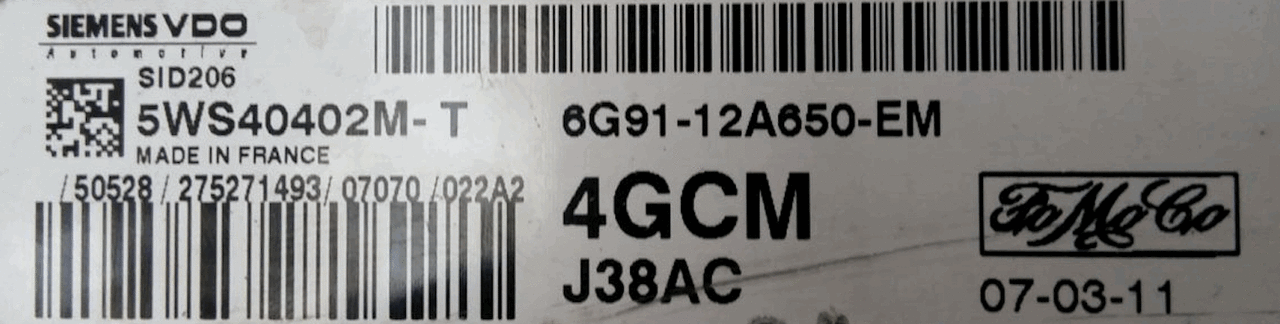 SIEMENS VDO
Automotive
SID206
5WS40402M-T
MADE IN FRANCE
/50528/275271493/07070/022A2
6G91-12A650-EM
4GCM
J38AC
FoMoCo
07-03-11